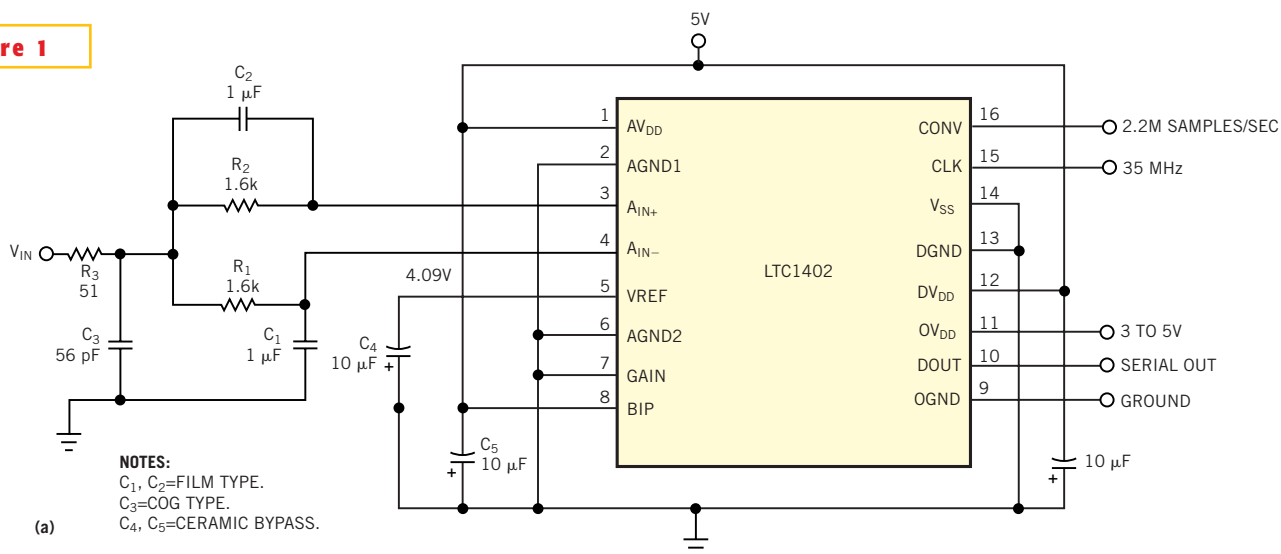 re 1
5V
C2
1 µF
R2
1.6k
VIN
R3
51
R1
1.6k
C3
56 pF
C1
1 µF
4.09V
C4
10 µF
+
C5
10 µF
+
1
2
3
4
5
6
7
8
AVDD
AGND1
AIN+
AIN−
VREF
AGND2
GAIN
BIP
LTC1402
CONV
CLK
VSS
DGND
DVDD
OVDD
DOUT
OGND
16
15
14
13
12
11
10
9
2.2M SAMPLES/SEC
35 MHz
3 TO 5V
SERIAL OUT
GROUND
10 µF
+
NOTES:
C1, C2=FILM TYPE.
C3=COG TYPE.
C4, C5=CERAMIC BYPASS.
(a)